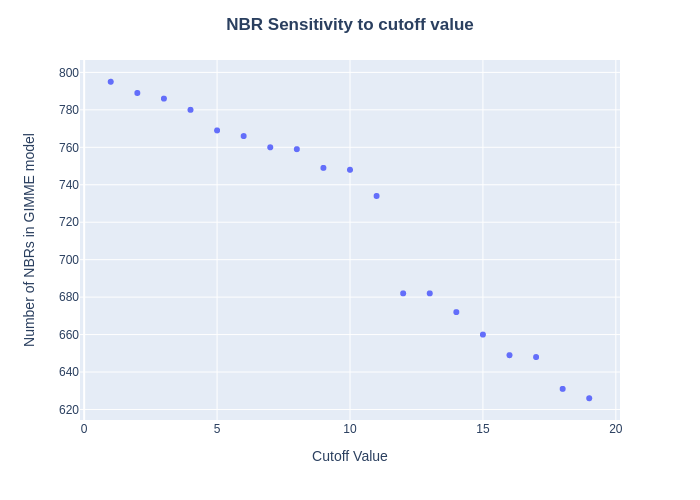 NBR Sensitivity to cutoff value
Number of NBRs in GIMME model
800
780
760
740
720
700
680
660
640
620
0 5 10 15 20
Cutoff Value